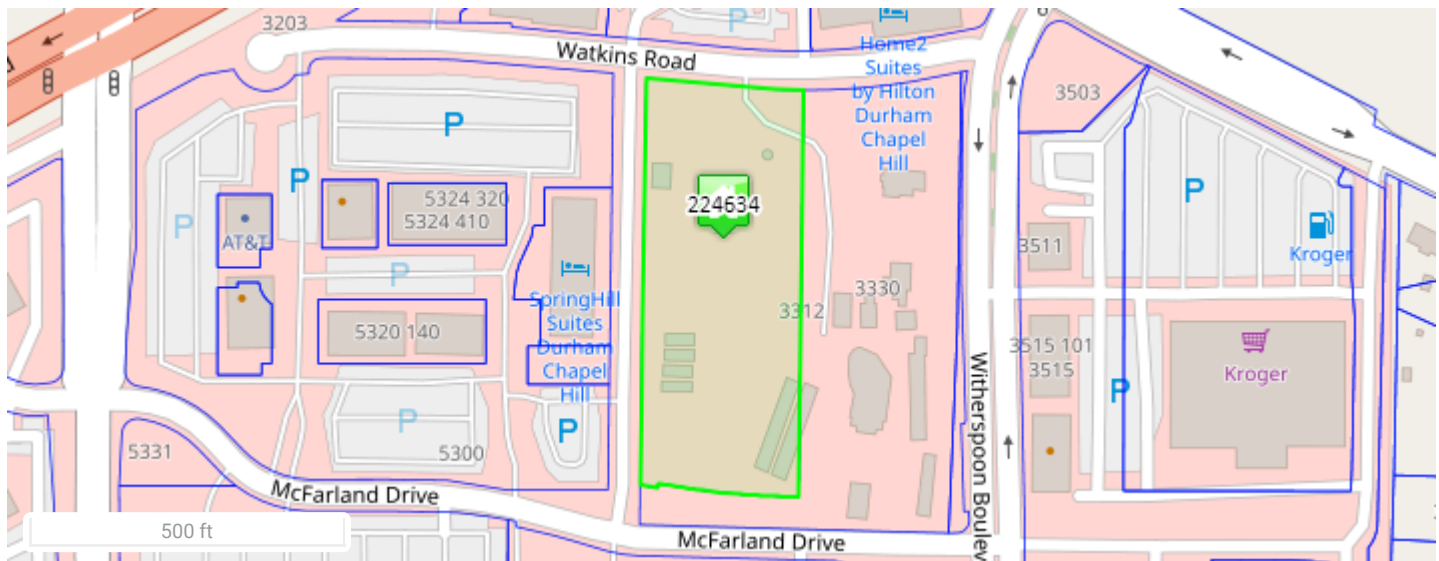 3203
Watkins Road
P
Home2
Suites
by Hilton
Durham
Chapel
Hill
3503
P
P
P
P
5324 320
5324 410
224634
AT&T
P
SpringHill
Suites
Durham
Chapel
Hill
5320 140
3312
3330
3511
Kroger
3515 101
3515
Kroger
P
P
P
5331
5300
McFarland Drive
Witherspoon Boulev
500 ft
McFarland Drive